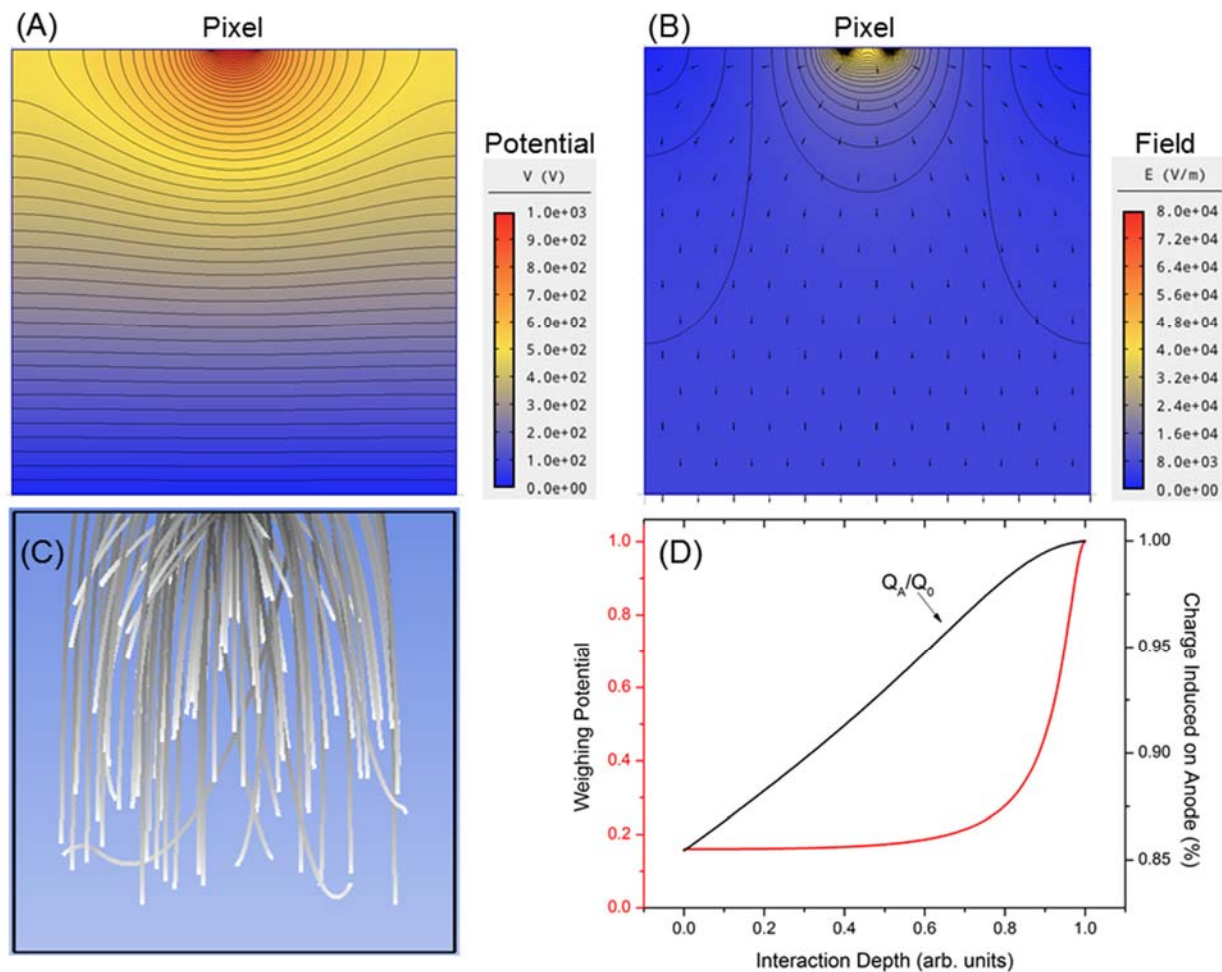 (A)
Pixel
Potential
V (V)
1.0e+03
9.0e+02
8.0e+02
7.0e+02
6.0e+02
5.0e+02
4.0e+02
3.0e+02
2.0e+02
1.0e+02
0.0e+00
(B)
Pixel
Field
E (V/m)
8.0e+04
7.2e+04
6.4e+04
5.6e+04
4.8e+04
4.0e+04
3.2e+04
2.4e+04
1.6e+04
8.0e+03
0.0e+00
(C)
(D)
Q_A/Q_0
Weighing Potential
1.0
0.8
0.6
0.4
0.2
0.0
Charge Induced on Anode (%)
1.00
0.95
0.90
0.85
0.0 0.2 0.4 0.6 0.8 1.0
Interaction Depth (arb. units)